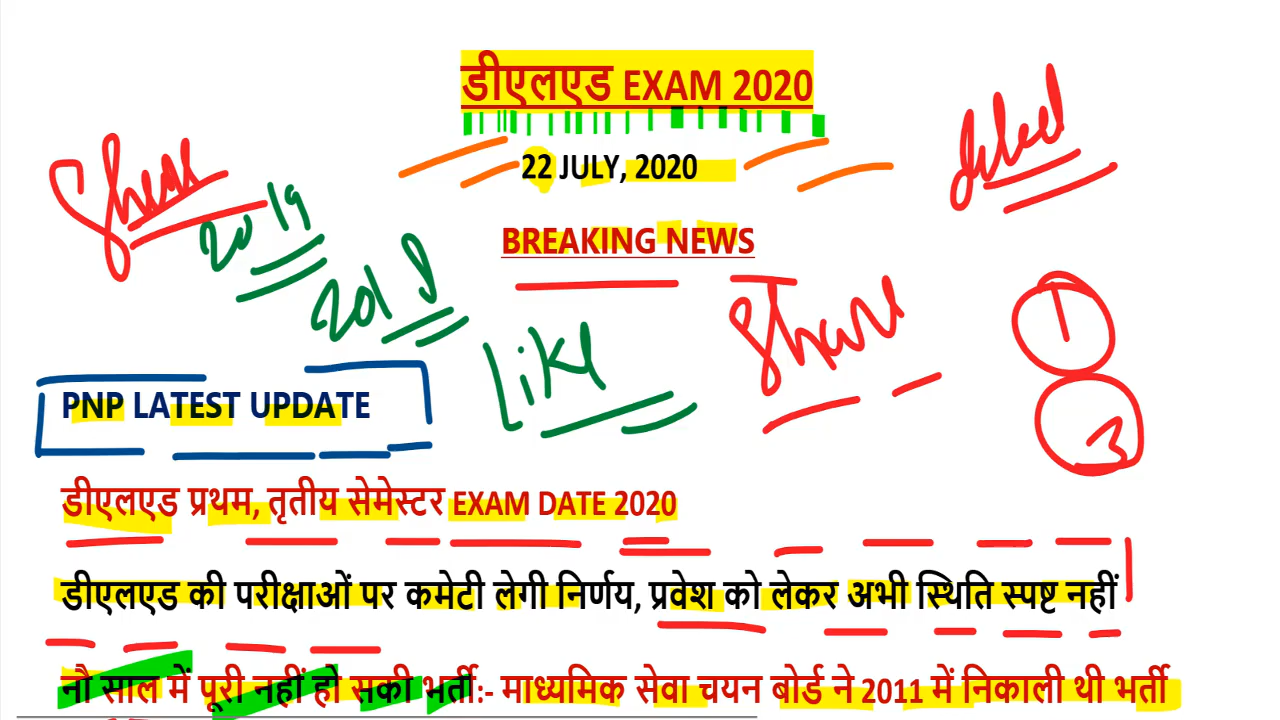 डीएलएड EXAM 2020
22 JULY, 2020
BREAKING NEWS
2019
2018
Like
Share
1
3
PNP LATEST UPDATE
डीएलएड प्रथम, तृतीय सेमेस्टर EXAM DATE 2020
डीएलएड की परीक्षाओं पर कमेटी लेगी निर्णय, प्रवेश को लेकर अभी स्थिति स्पष्ट नहीं
नौ साल में पूरी नहीं हो सकी भर्ती:- माध्यमिक सेवा चयन बोर्ड ने 2011 में निकाली थी भर्ती